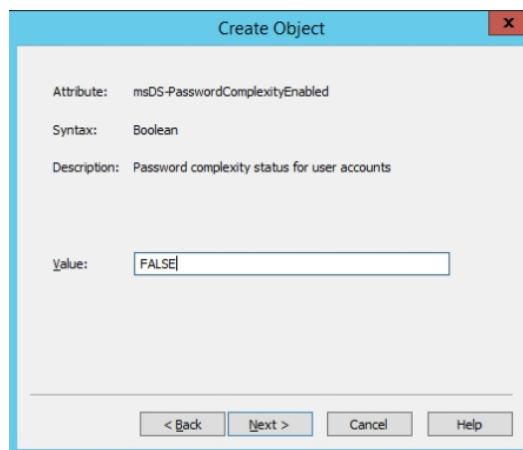 Create Object
x
Attribute: msDS-PasswordComplexityEnabled
Syntax: Boolean
Description: Password complexity status for user accounts
Value: FALSE
< Back Next > Cancel Help